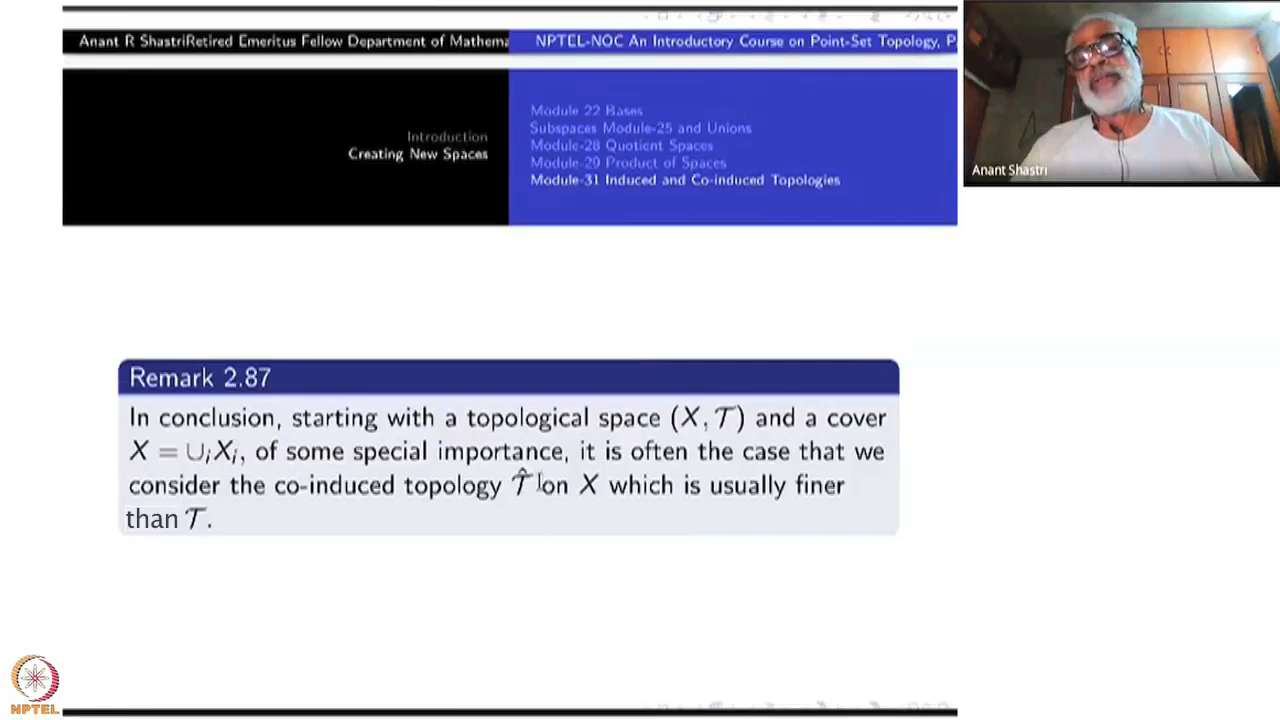 Anant R ShastriRetired Emeritus Fellow Department of Mathema
NPTEL-NOC An Introductory Course on Point-Set Topology, P
Introduction
Creating New Spaces
Module 22 Bases
Subspaces Module-25 and Unions
Module-28 Quotient Spaces
Module-29 Product of Spaces
Module-31 Induced and Co-induced Topologies
Anant Shastri
Remark 2.87
In conclusion, starting with a topological space (X, 𝒯) and a cover
X = ∪ᵢXᵢ, of some special importance, it is often the case that we
consider the co-induced topology 𝒯̂ on X which is usually finer
than 𝒯.
NPTEL